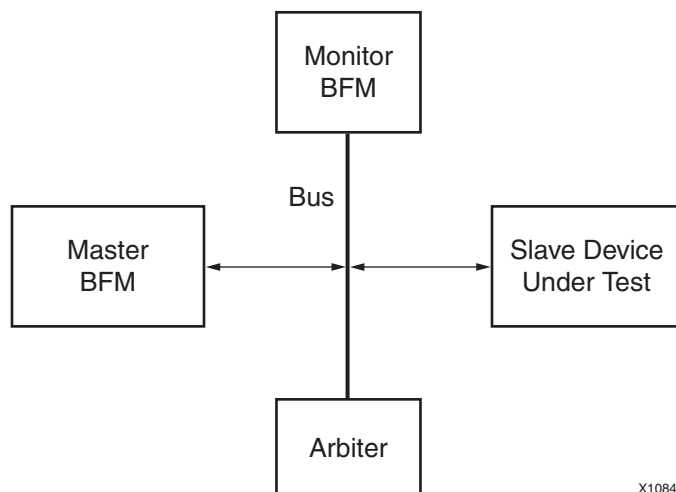 Monitor
BFM
Bus
Master
BFM
Slave Device
Under Test
Arbiter
X1084